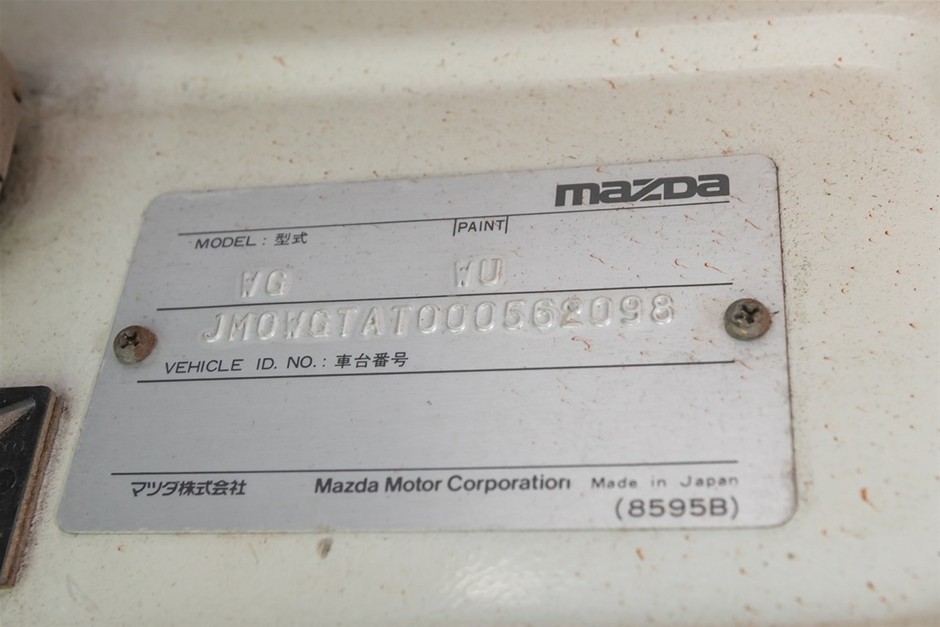 mazda
MODEL : 型式 PAINT
WG WU
JM0WGTAT000562098
VEHICLE ID. NO. : 車台番号
マツダ株式会社 Mazda Motor Corporation Made in Japan
(8595B)